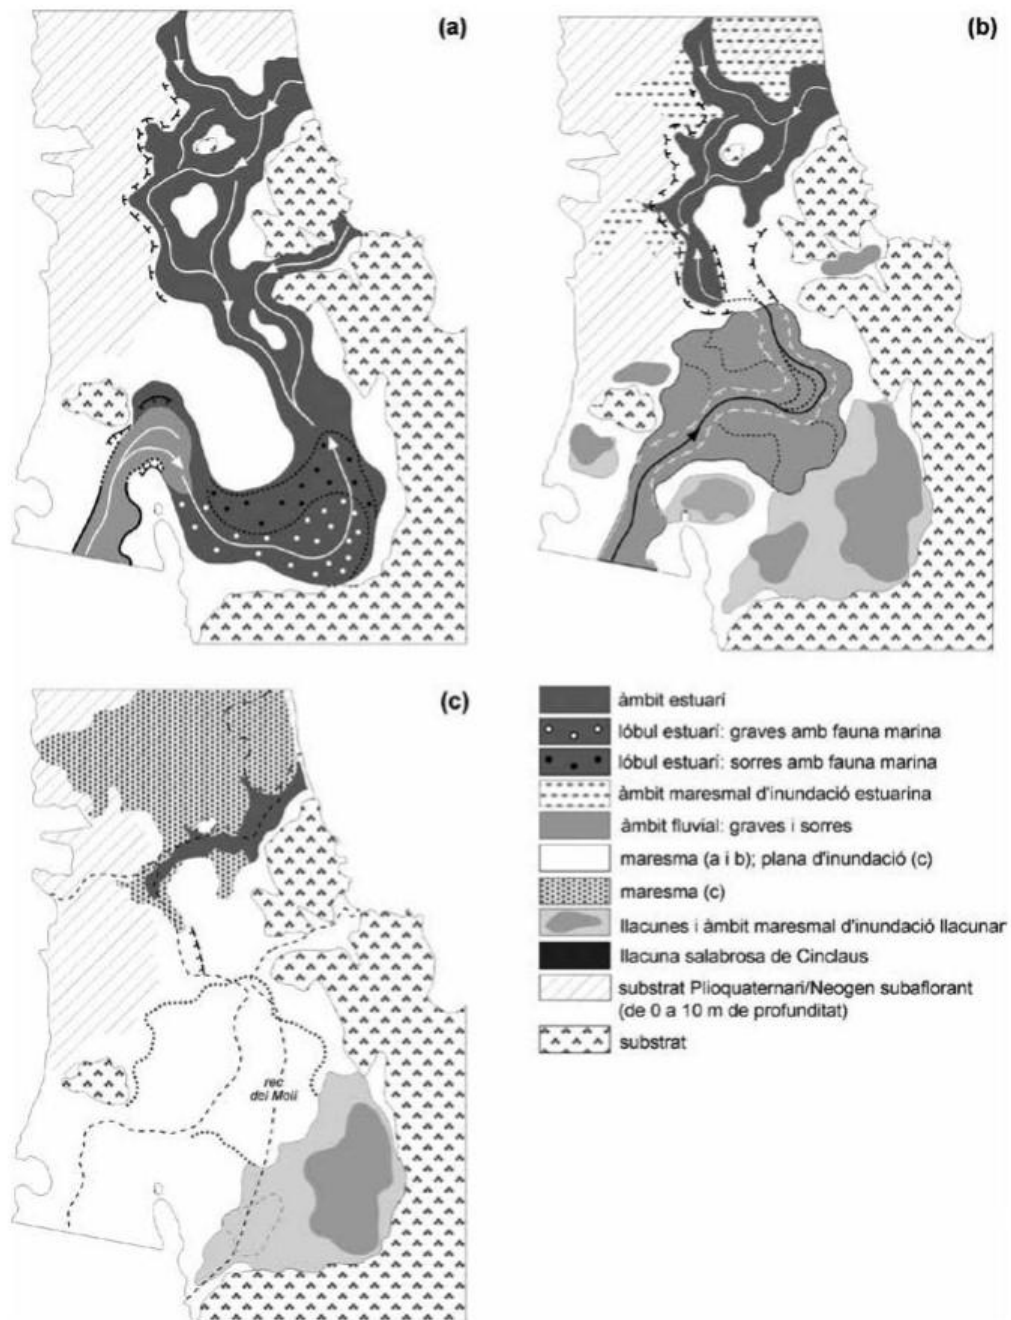 (a)
(b)
(c)
rec
del Molí
àmbit estuarí
lóbul estuarí: graves amb fauna marina
lóbul estuarí: sorres amb fauna marina
àmbit maresmal d'inundació estuarina
àmbit fluvial: graves i sorres
maresma (a i b); plana d'inundació (c)
maresma (c)
llacunes i àmbit maresmal d'inundació llacunar
llacuna salabrosa de Cinclaus
substrat Plioquaternari/Neogen subaflorant
(de 0 a 10 m de profunditat)
substrat